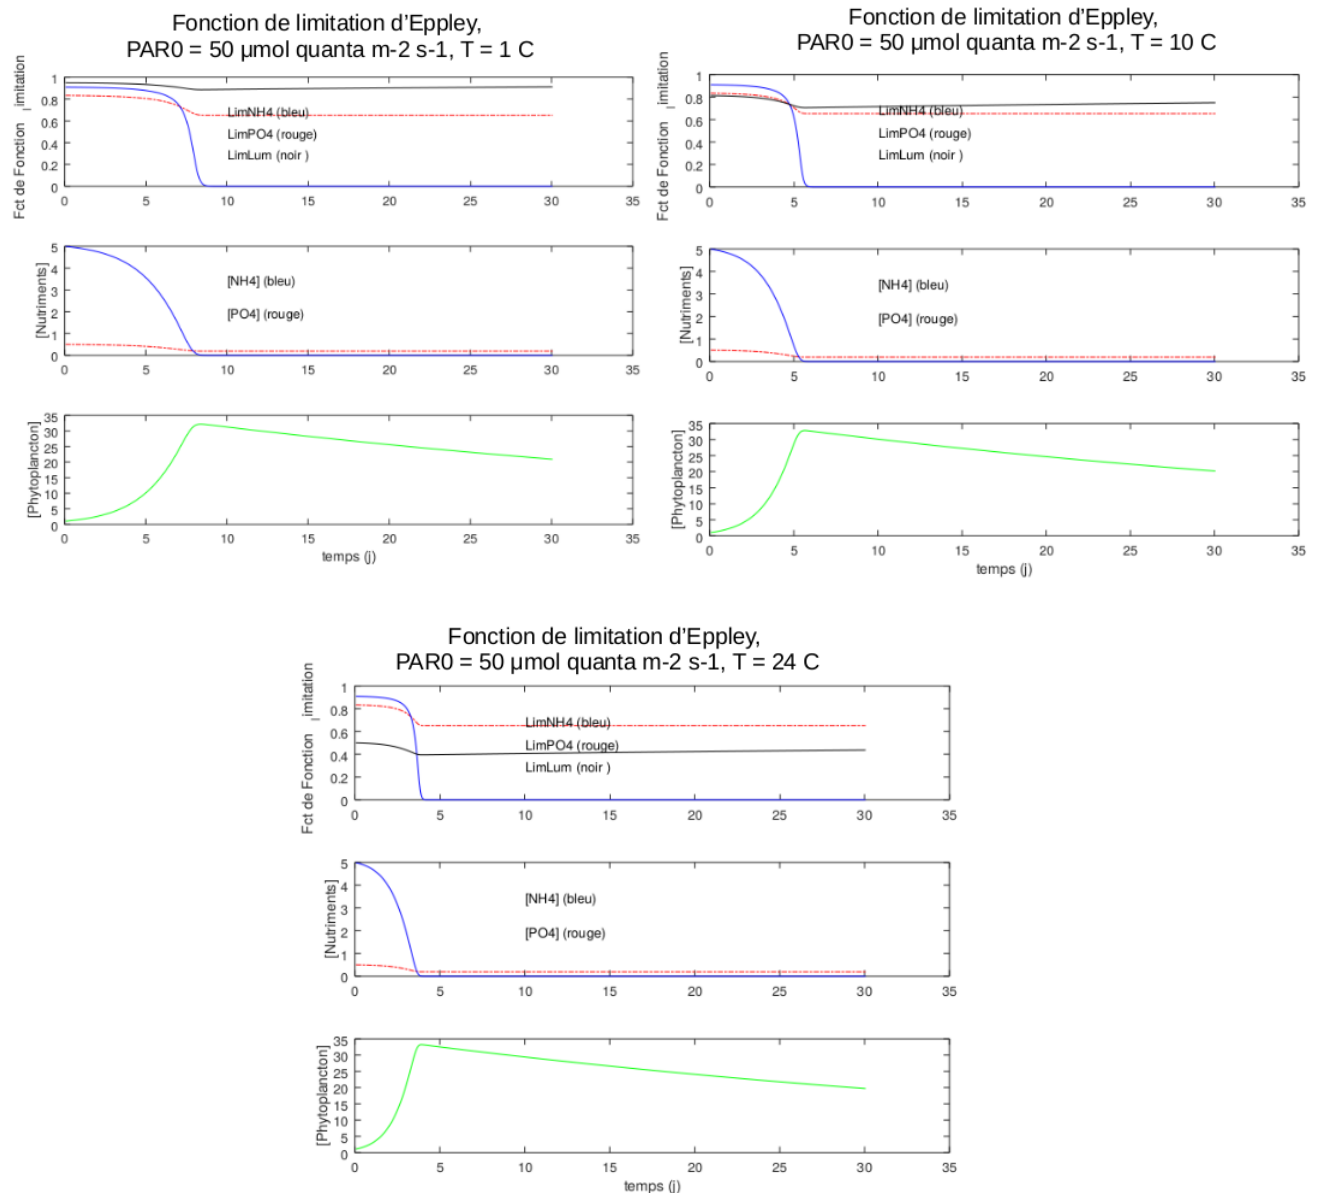 Fonction de limitation d'Eppley,
PAR0 = 50 µmol quanta m-2 s-1, T = 1 C
Fct de Fonction limitation
1
0.8
0.6
0.4
0.2
0
LimNH4 (bleu)
LimPO4 (rouge)
LimLum (noir )
0 5 10 15 20 25 30 35
[Nutriments]
5
4
3
2
1
0
[NH4] (bleu)
[PO4] (rouge)
0 5 10 15 20 25 30 35
[Phytoplancton]
35
30
25
20
15
10
5
0
0 5 10 15 20 25 30 35
temps (j)
Fonction de limitation d'Eppley,
PAR0 = 50 µmol quanta m-2 s-1, T = 10 C
Fct de Fonction limitation
1
0.8
0.6
0.4
0.2
0
LimNH4 (bleu)
LimPO4 (rouge)
LimLum (noir )
0 5 10 15 20 25 30 35
[Nutriments]
5
4
3
2
1
0
[NH4] (bleu)
[PO4] (rouge)
0 5 10 15 20 25 30 35
[Phytoplancton]
35
30
25
20
15
10
5
0
0 5 10 15 20 25 30 35
temps (j)
Fonction de limitation d'Eppley,
PAR0 = 50 µmol quanta m-2 s-1, T = 24 C
Fct de Fonction limitation
1
0.8
0.6
0.4
0.2
0
LimNH4 (bleu)
LimPO4 (rouge)
LimLum (noir )
0 5 10 15 20 25 30 35
[Nutriments]
5
4
3
2
1
0
[NH4] (bleu)
[PO4] (rouge)
0 5 10 15 20 25 30 35
[Phytoplancton]
35
30
25
20
15
10
5
0
0 5 10 15 20 25 30 35
temps (j)